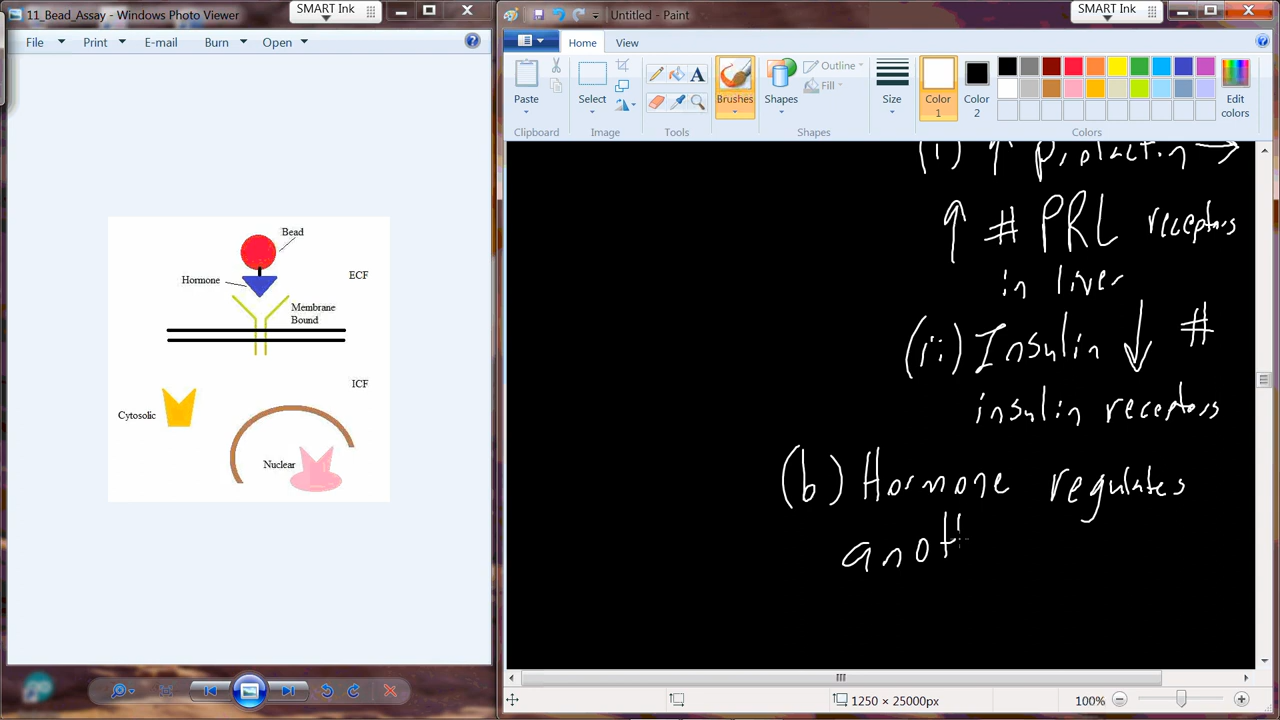 11_Bead_Assay - Windows Photo Viewer
SMART Ink
File Print E-mail Burn Open
Bead
Hormone
ECF
Membrane
Bound
ICF
Cytosolic
Nuclear
Untitled - Paint
SMART Ink
Home View
Paste
Select
Brushes
Shapes
Outline
Fill
Size
Color
1
Color
2
Edit
colors
Clipboard Image Tools Shapes Colors
(i) ↑ prolactin →
↑ # PRL receptors
in liver
(ii) Insulin ↓ #
insulin receptors
(b) Hormone regulates
anot
1250 × 25000px 100%